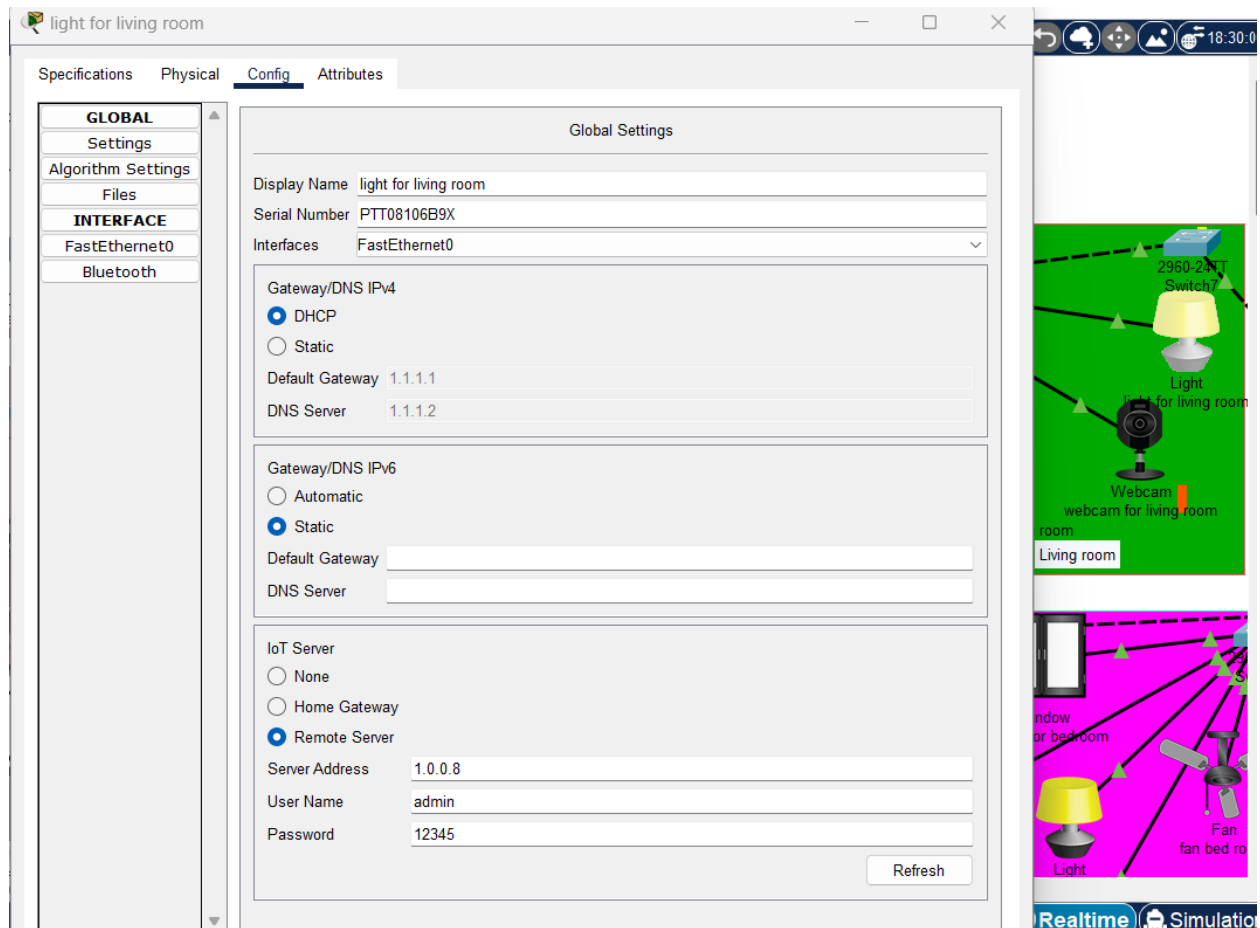 light for living room
18:30:0
Specifications Physical Config Attributes
GLOBAL
Settings
Algorithm Settings
Files
INTERFACE
FastEthernet0
Bluetooth
Global Settings
Display Name light for living room
Serial Number PTT08106B9X
Interfaces FastEthernet0
Gateway/DNS IPv4
DHCP
Static
Default Gateway 1.1.1.1
DNS Server 1.1.1.2
Gateway/DNS IPv6
Automatic
Static
Default Gateway
DNS Server
IoT Server
None
Home Gateway
Remote Server
Server Address 1.0.0.8
User Name admin
Password 12345
Refresh
2960-24TT
Switch7
Light
light for living room
Webcam
webcam for living room
room
Living room
ndow
or bedroom
Fan
fan bed ro
Light
Realtime Simulation